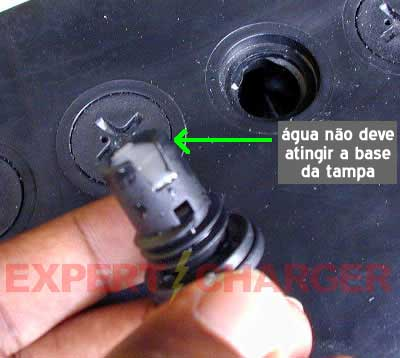 água não deve
atingir a base
da tampa
EXPERT CHARGER